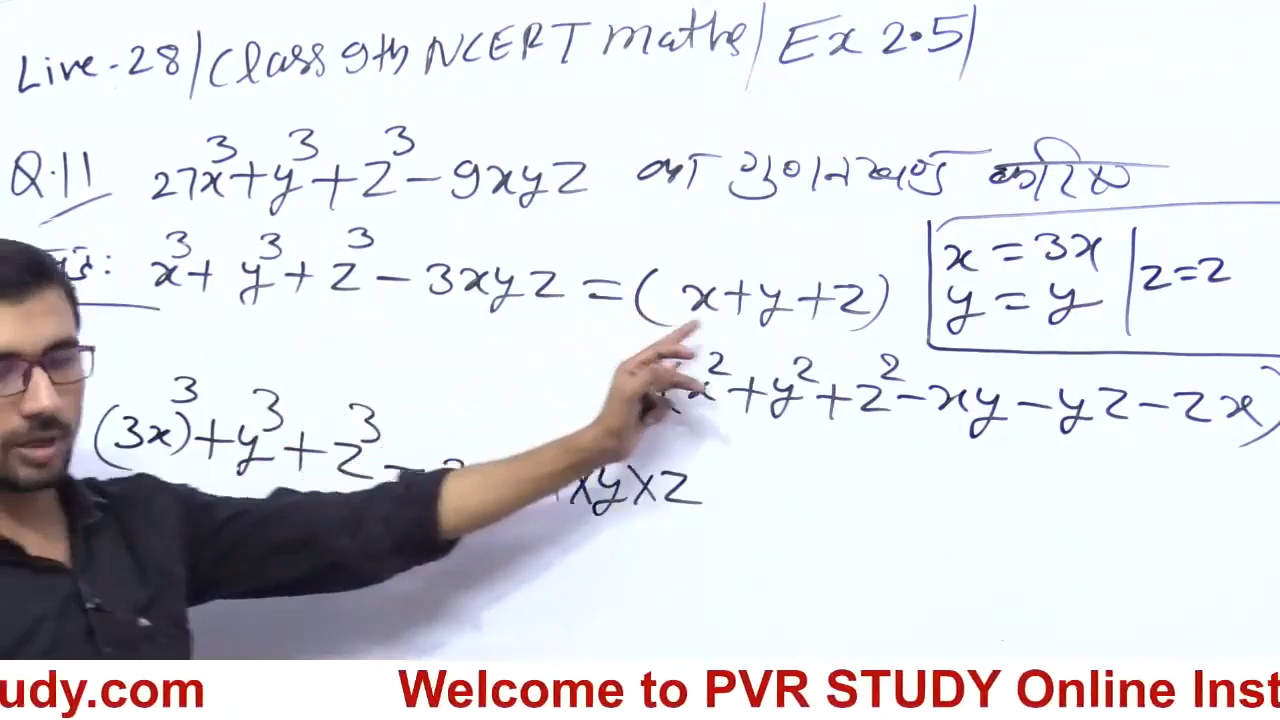 Live-28/Class 9th NCERT maths/ Ex 2.5/
Q.11 27x³+y³+z³-9xyz का गुणनखण्ड करिए
x³+y³+z³-3xyz=(x+y+z)
x²+y²+z²-xy-yz-zx)
x=3x
y=y
z=z
(3x)³+y³+z³-
xyxz
udy.com Welcome to PVR STUDY Online Inst